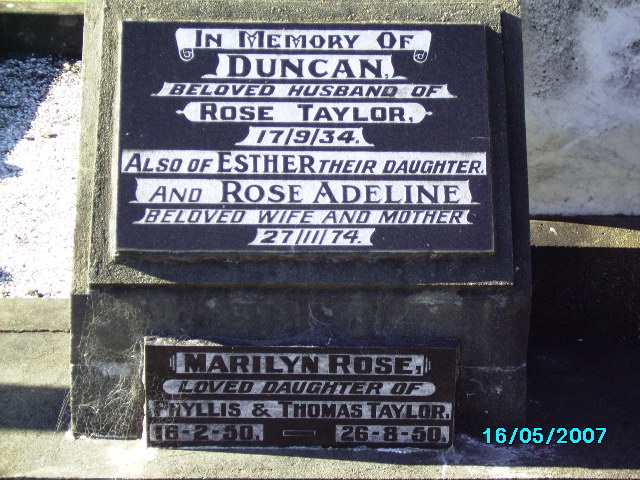 IN MEMORY OF
DUNCAN,
BELOVED HUSBAND OF
ROSE TAYLOR,
17/9/34.
ALSO OF ESTHER THEIR DAUGHTER.
AND ROSE ADELINE
BELOVED WIFE AND MOTHER
27/11/74.
MARILYN ROSE,
LOVED DAUGHTER OF
PHYLLIS & THOMAS TAYLOR.
16-2-50. — 26-8-50.
16/05/2007